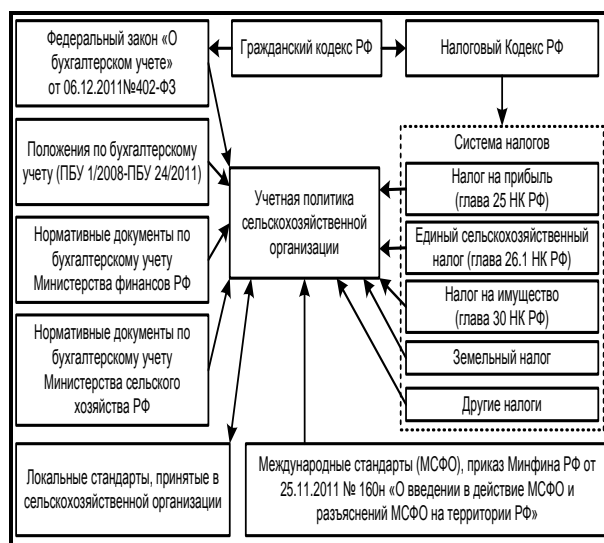 Федеральный закон «О
бухгалтерском учете»
от 06.12.2011№402-ФЗ
Гражданский кодекс РФ
Налоговый Кодекс РФ
Положения по бухгалтерскому
учету (ПБУ 1/2008-ПБУ 24/2011)
Нормативные документы по
бухгалтерскому учету
Министерства финансов РФ
Нормативные документы по
бухгалтерскому учету
Министерства сельского
хозяйства РФ
Локальные стандарты, принятые в
сельскохозяйственной организации
Учетная политика
сельскохозяйственной
организации
Система налогов
Налог на прибыль
(глава 25 НК РФ)
Единый сельскохозяйственный
налог (глава 26.1 НК РФ)
Налог на имущество
(глава 30 НК РФ)
Земельный налог
Другие налоги
Международные стандарты (МСФО), приказ Минфина РФ от
25.11.2011 № 160н «О введении в действие МСФО и
разъяснений МСФО на территории РФ»